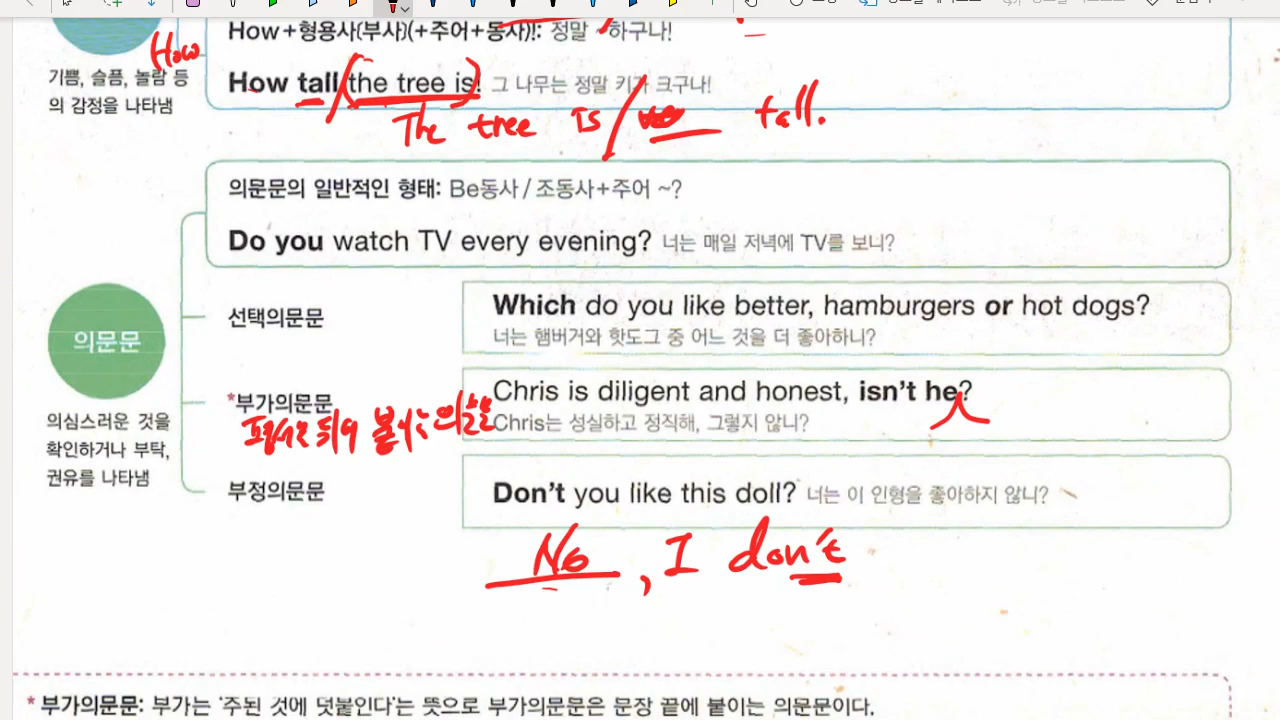 How+형용사(부사)(+주어+동사)!: 정말 ~하구나!
How
기쁨, 슬픔, 놀람 등
의 감정을 나타냄
How tall the tree is! 그 나무는 정말 키가 크구나!
The tree is tall.
의문문의 일반적인 형태: Be동사 / 조동사+주어 ~?
Do you watch TV every evening? 너는 매일 저녁에 TV를 보니?
의문문
의심스러운 것을
확인하거나 부탁,
권유를 나타냄
선택의문문
Which do you like better, hamburgers or hot dogs?
너는 햄버거와 핫도그 중 어느 것을 더 좋아하니?
*부가의문문
Chris is diligent and honest, isn't he?
Chris는 성실하고 정직해, 그렇지 않니?
부정의문문
Don't you like this doll? 너는 이 인형을 좋아하지 않니?
No, I don't
* 부가의문문: 부가는 '주된 것에 덧붙인다'는 뜻으로 부가의문문은 문장 끝에 붙이는 의문문이다.